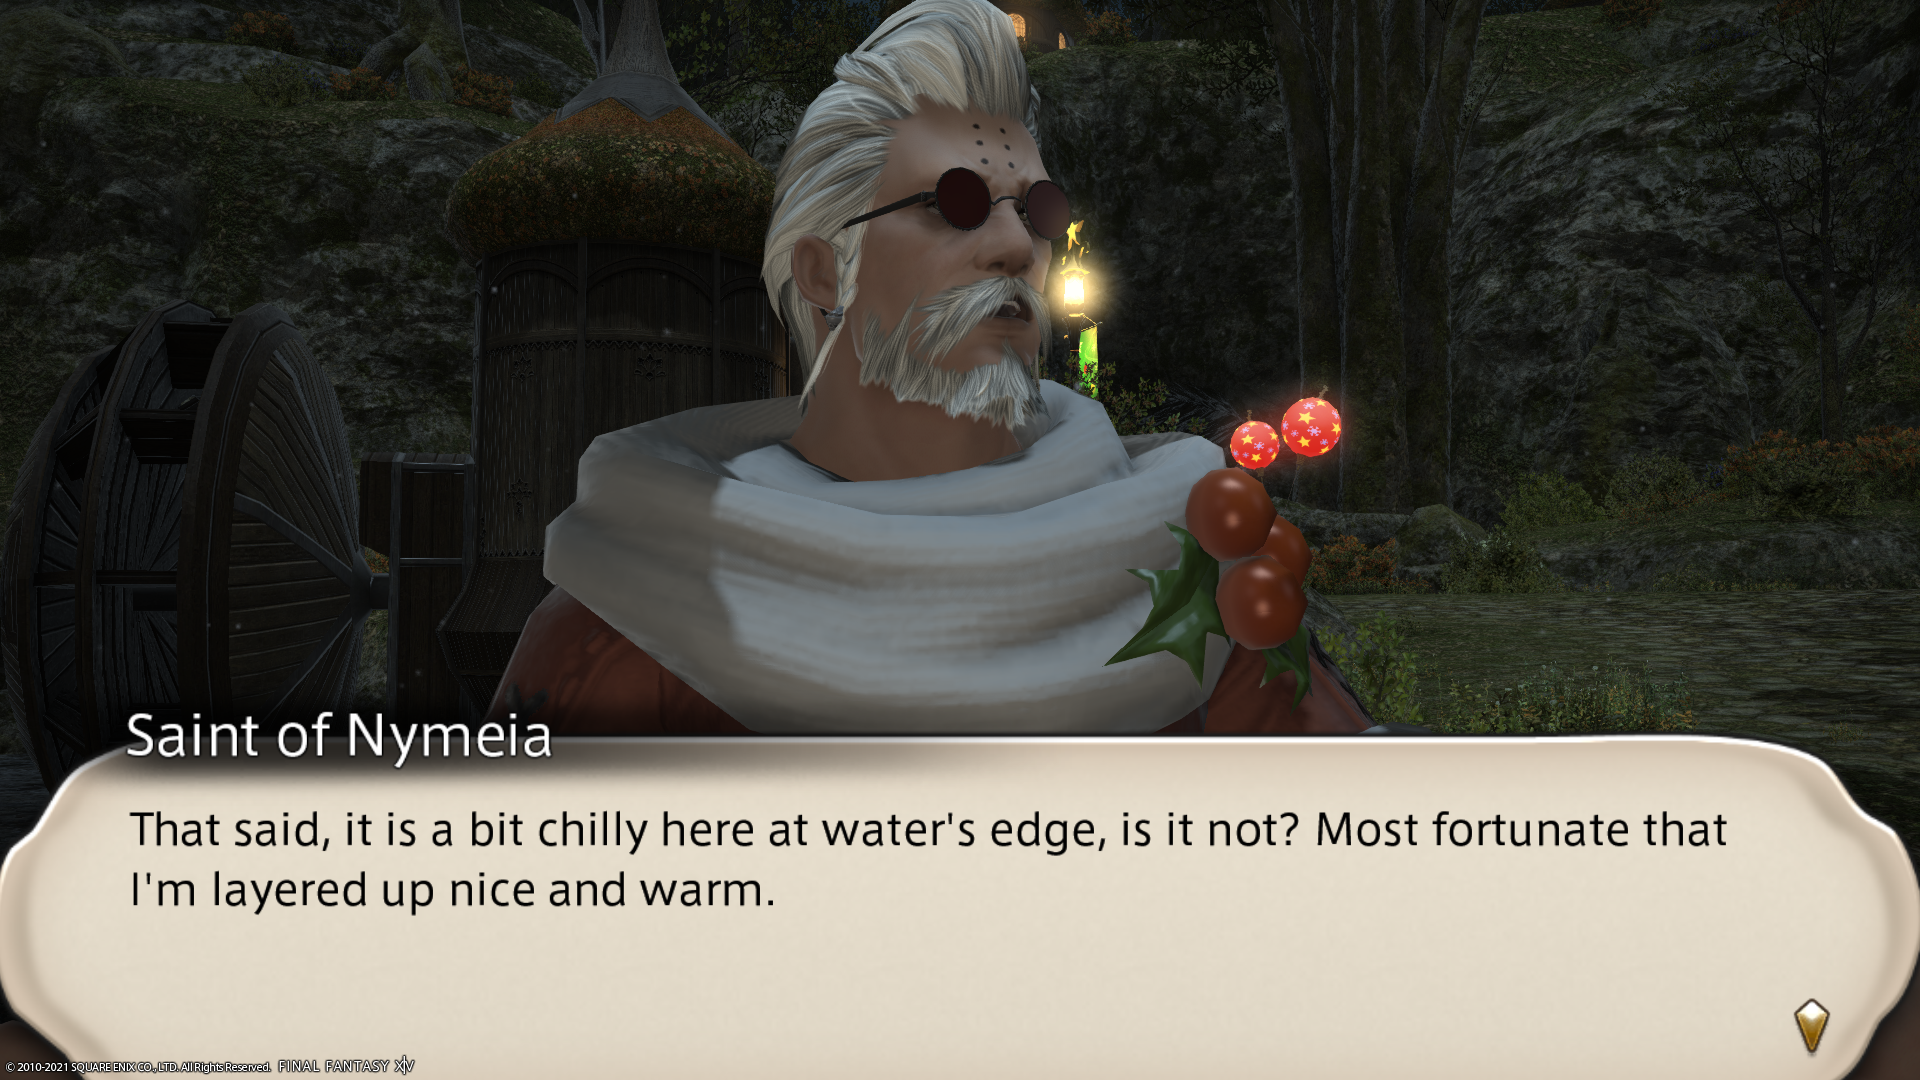 Saint of Nymeia
That said, it is a bit chilly here at water's edge, is it not? Most fortunate that
I'm layered up nice and warm.
© 2010-2021 SQUARE ENIX CO., LTD. All Rights Reserved. FINAL FANTASY XIV